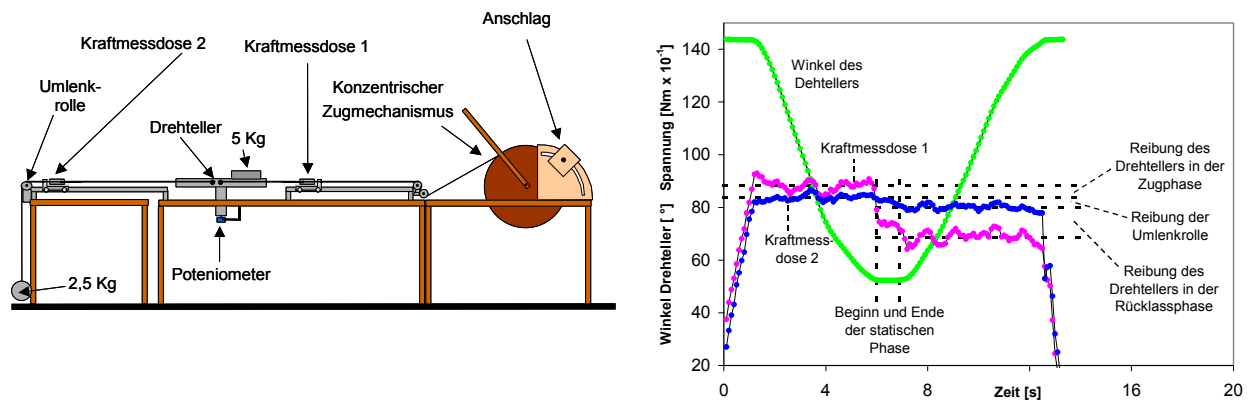 Anschlag
Kraftmessdose 2
Kraftmessdose 1
Umlenk-
rolle
Konzentrischer
Zugmechanismus
Drehteller
5 Kg
2,5 Kg
Poteniometer
Winkel Drehteller [°] Spannung [Nm x 10⁻¹]
140
120
100
80
60
40
20
0
4
8
12
16
20
Zeit [s]
Winkel des
Dehtellers
Kraftmessdose 1
Kraftmess-
dose 2
Beginn und Ende
der statischen
Phase
Reibung des
Drehtellers in der
Zugphase
Reibung der
Umlenkrolle
Reibung des
Drehtellers in der
Rücklassphase